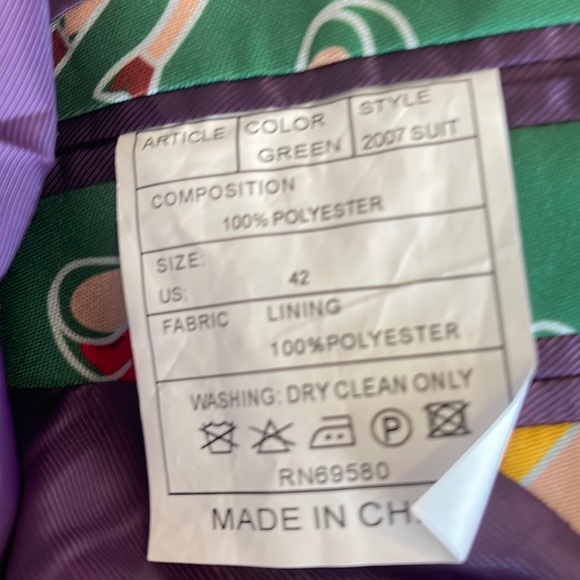 ARTICLE COLOR STYLE
GREEN 2007 SUIT
COMPOSITION
100% POLYESTER
SIZE:
US: 42
FABRIC LINING
100%POLYESTER
WASHING: DRY CLEAN ONLY
P
RN69580
MADE IN CH